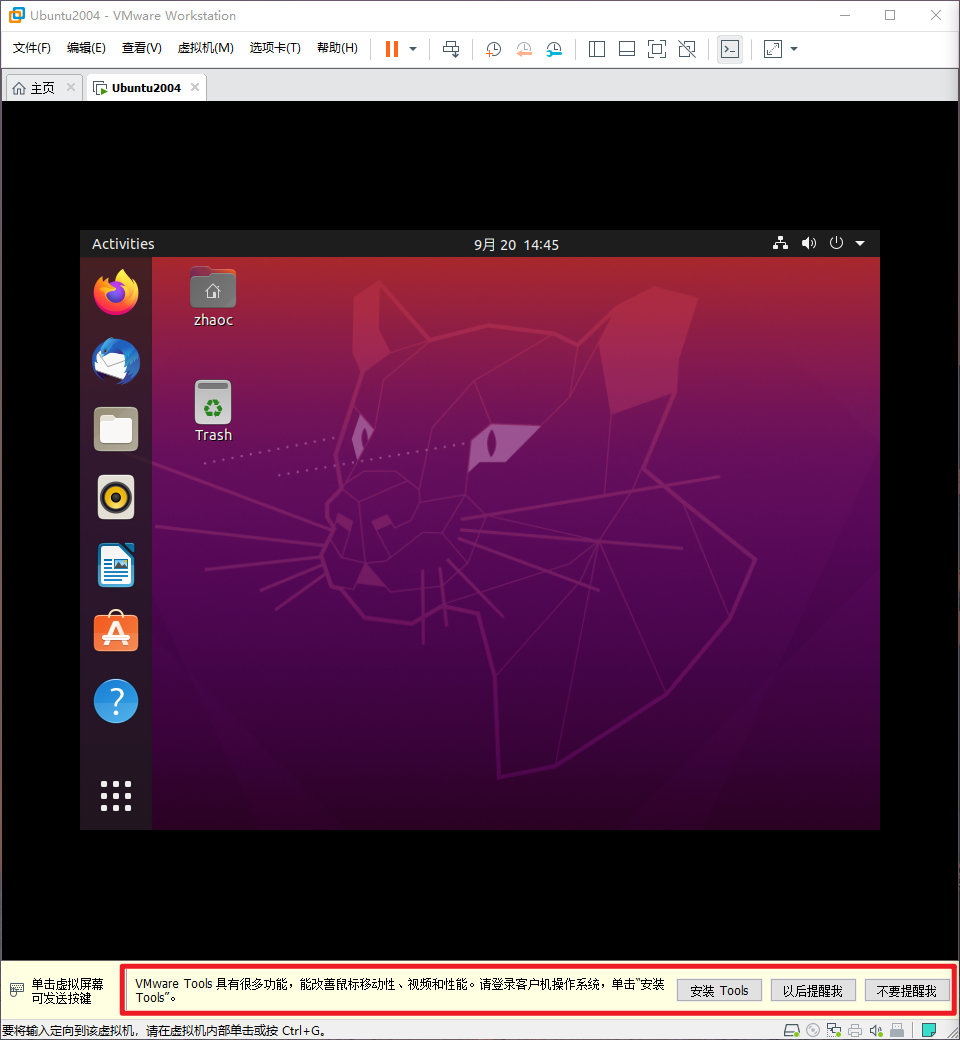 Ubuntu2004 - VMware Workstation
文件(F) 编辑(E) 查看(V) 虚拟机(M) 选项卡(T) 帮助(H)
主页 Ubuntu2004
Activities 9月 20 14:45
zhaoc
Trash
单击虚拟屏幕
可发送按键
VMware Tools 具有很多功能，能改善鼠标移动性、视频和性能。请登录客户机操作系统，单击“安装
Tools”。
安装 Tools 以后提醒我 不要提醒我
要将输入定向到该虚拟机，请在虚拟机内部单击或按 Ctrl+G。